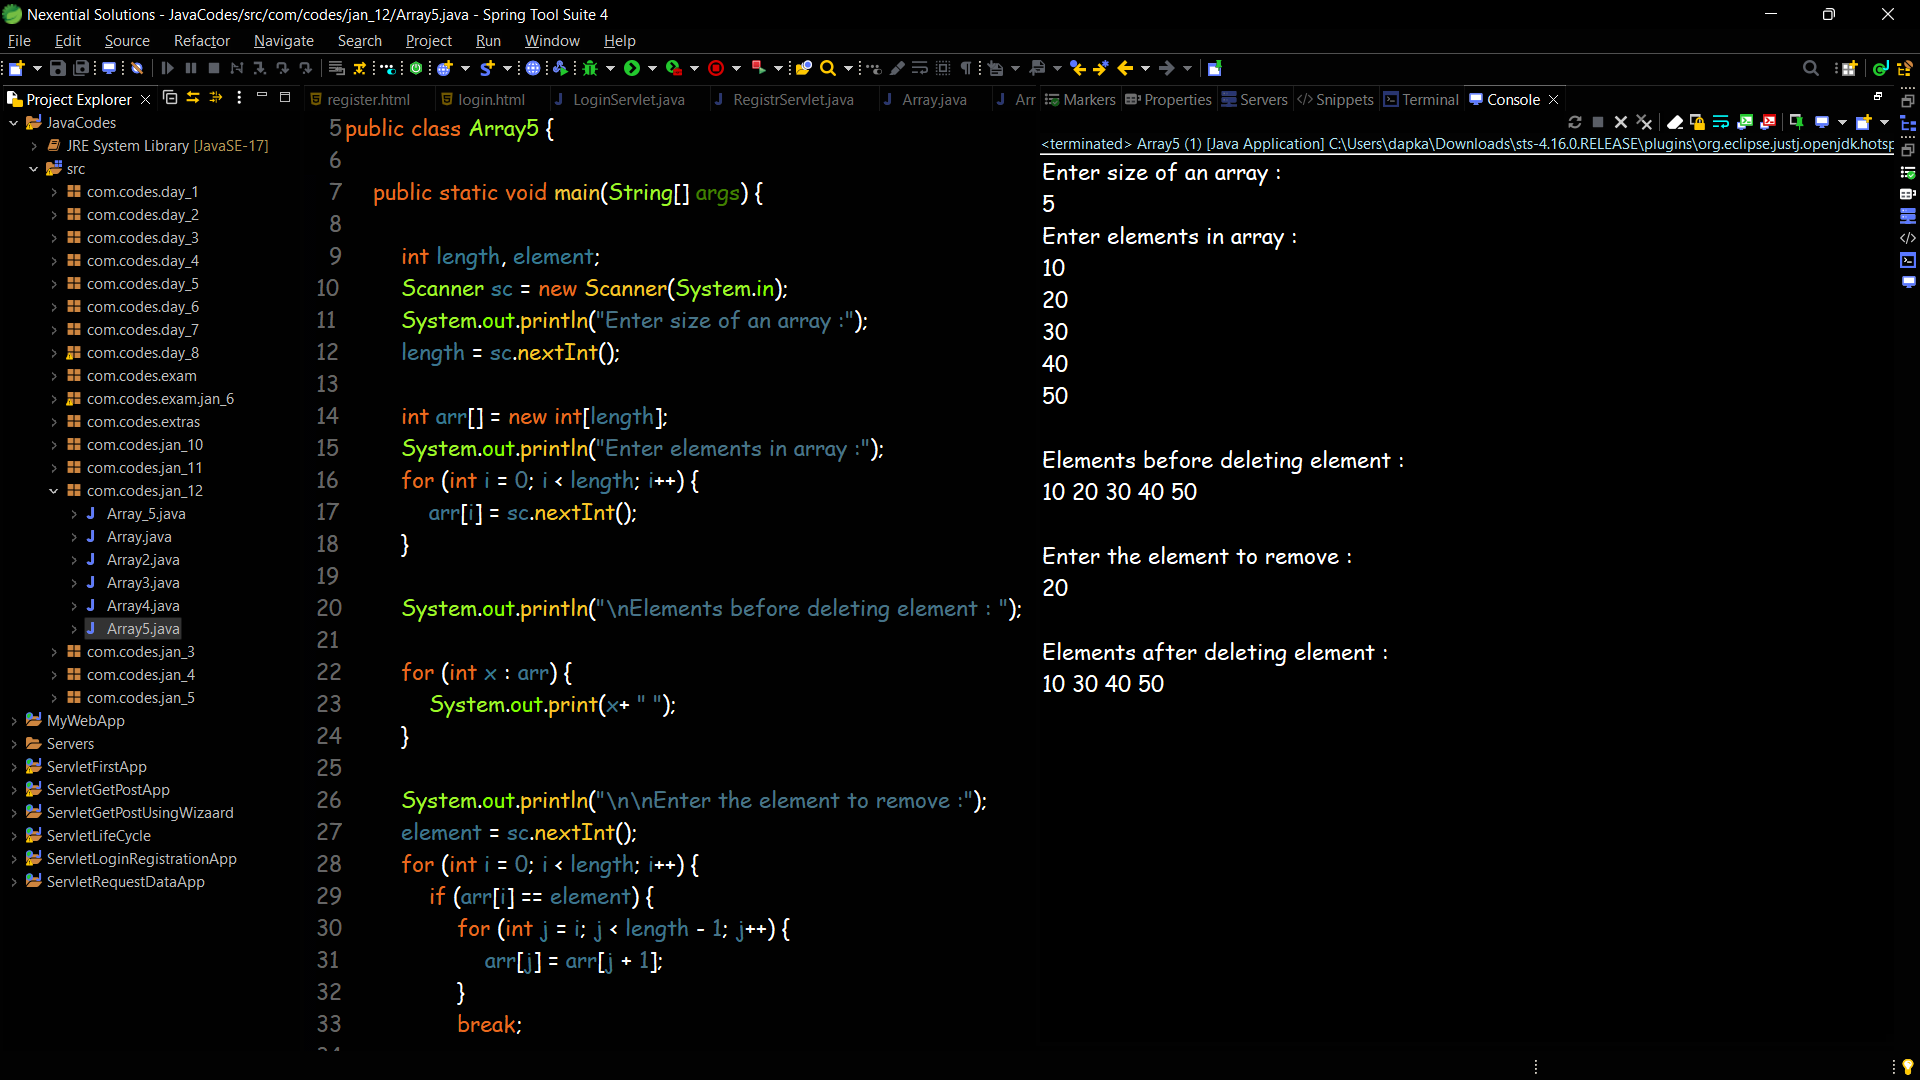 Nexential Solutions - JavaCodes/src/com/codes/jan_12/Array5.java - Spring Tool Suite 4
File Edit Source Refactor Navigate Search Project Run Window Help
Project Explorer
JavaCodes
JRE System Library [JavaSE-17]
src
com.codes.day_1
com.codes.day_2
com.codes.day_3
com.codes.day_4
com.codes.day_5
com.codes.day_6
com.codes.day_7
com.codes.day_8
com.codes.exam
com.codes.exam.jan_6
com.codes.extras
com.codes.jan_10
com.codes.jan_11
com.codes.jan_12
Array_5.java
Array.java
Array2.java
Array3.java
Array4.java
Array5.java
com.codes.jan_3
com.codes.jan_4
com.codes.jan_5
MyWebApp
Servers
ServletFirstApp
ServletGetPostApp
ServletGetPostUsingWizaard
ServletLifeCycle
ServletLoginRegistrationApp
ServletRequestDataApp
register.html login.html LoginServlet.java RegistrServlet.java Array.java Arr
5 public class Array5 {
6
7 public static void main(String[] args) {
8
9 int length, element;
10 Scanner sc = new Scanner(System.in);
11 System.out.println("Enter size of an array :");
12 length = sc.nextInt();
13
14 int arr[] = new int[length];
15 System.out.println("Enter elements in array :");
16 for (int i = 0; i < length; i++) {
17 arr[i] = sc.nextInt();
18 }
19
20 System.out.println("\nElements before deleting element : ");
21
22 for (int x : arr) {
23 System.out.print(x+ " ");
24 }
25
26 System.out.println("\n\nEnter the element to remove :");
27 element = sc.nextInt();
28 for (int i = 0; i < length; i++) {
29 if (arr[i] == element) {
30 for (int j = i; j < length - 1; j++) {
31 arr[j] = arr[j + 1];
32 }
33 break;
Markers Properties Servers Snippets Terminal Console
<terminated> Array5 (1) [Java Application] C:\Users\dapka\Downloads\sts-4.16.0.RELEASE\plugins\org.eclipse.justj.openjdk.hotsp
Enter size of an array :
5
Enter elements in array :
10
20
30
40
50
Elements before deleting element :
10 20 30 40 50
Enter the element to remove :
20
Elements after deleting element :
10 30 40 50